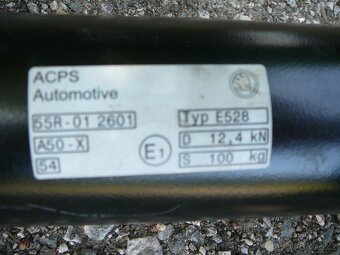 ACPS
Automotive
55R-01 2601
Typ E528
A50-X
E1
D 12,4 kN
54
S 100 kg